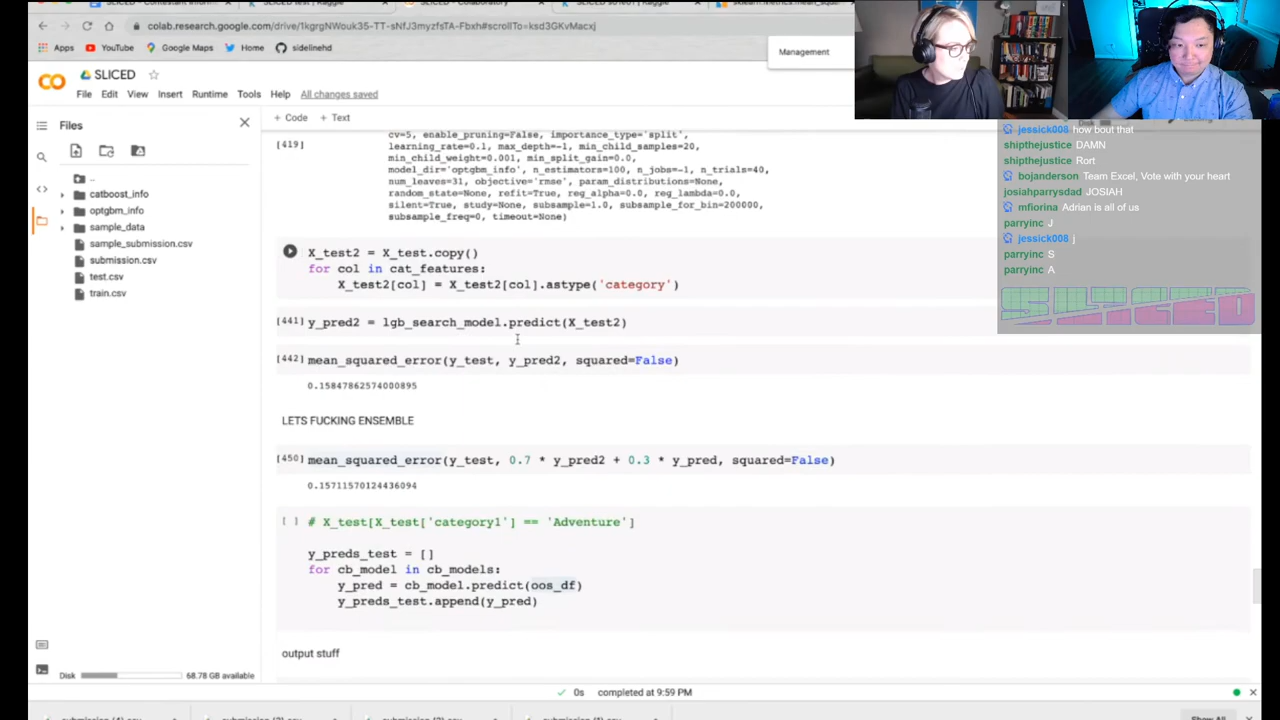 colab.research.google.com/drive/1kgrgNWouk35-TT-sNfJ3myzfsTA-Fbxh#scrollTo=ksd3GKvMacxj
Apps YouTube Google Maps Home sidelinehd
Management
SLICED
File Edit View Insert Runtime Tools Help All changes saved
+ Code + Text
Files
..
catboost_info
optgbm_info
sample_data
sample_submission.csv
submission.csv
test.csv
train.csv
Disk 68.78 GB available
[419] cv=5, enable_pruning=False, importance_type='split',
learning_rate=0.1, max_depth=-1, min_child_samples=20,
min_child_weight=0.001, min_split_gain=0.0,
model_dir='optgbm_info', n_estimators=100, n_jobs=-1, n_trials=40,
num_leaves=31, objective='rmse', param_distributions=None,
random_state=None, refit=True, reg_alpha=0.0, reg_lambda=0.0,
silent=True, study=None, subsample=1.0, subsample_for_bin=200000,
subsample_freq=0, timeout=None)
X_test2 = X_test.copy()
for col in cat_features:
X_test2[col] = X_test2[col].astype('category')
[441] y_pred2 = lgb_search_model.predict(X_test2)
[442] mean_squared_error(y_test, y_pred2, squared=False)
0.15847862574000895
LETS FUCKING ENSEMBLE
[450] mean_squared_error(y_test, 0.7 * y_pred2 + 0.3 * y_pred, squared=False)
0.15711570124436094
[ ] # X_test[X_test['category1'] == 'Adventure']
y_preds_test = []
for cb_model in cb_models:
y_pred = cb_model.predict(oos_df)
y_preds_test.append(y_pred)
output stuff
0s completed at 9:59 PM
Disk
jessick008 how bout that
shipthejustice DAMN
shipthejustice Rort
bojanderson Team Excel, Vote with your heart
josiahparrysdad JOSIAH
mfiorina Adrian is all of us
parryinc J
jessick008 j
parryinc S
parryinc A
SLICED